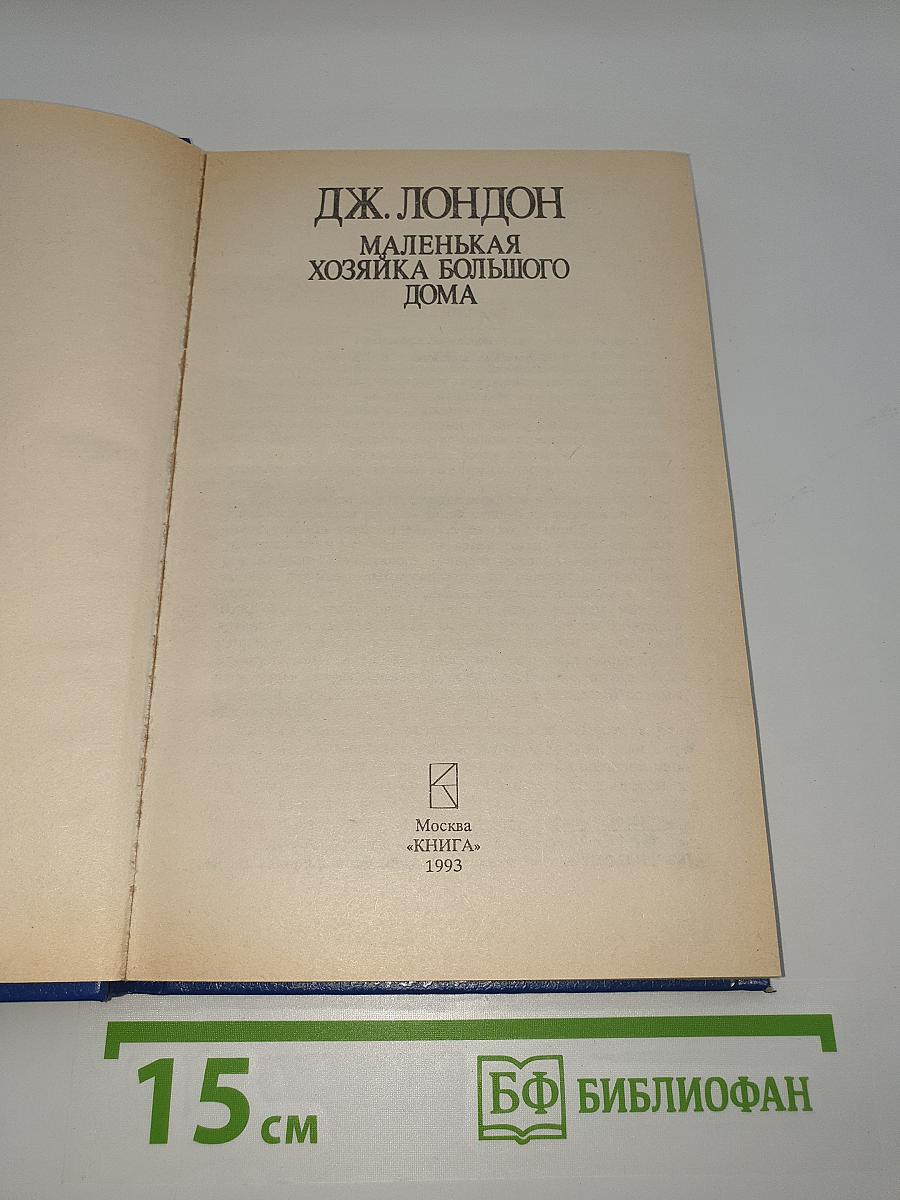 ДЖ. ЛОНДОН
МАЛЕНЬКАЯ
ХОЗЯЙКА БОЛЬШОГО
ДОМА
Москва
«КНИГА»
1993
15 см
БФ БИБЛИОФАН